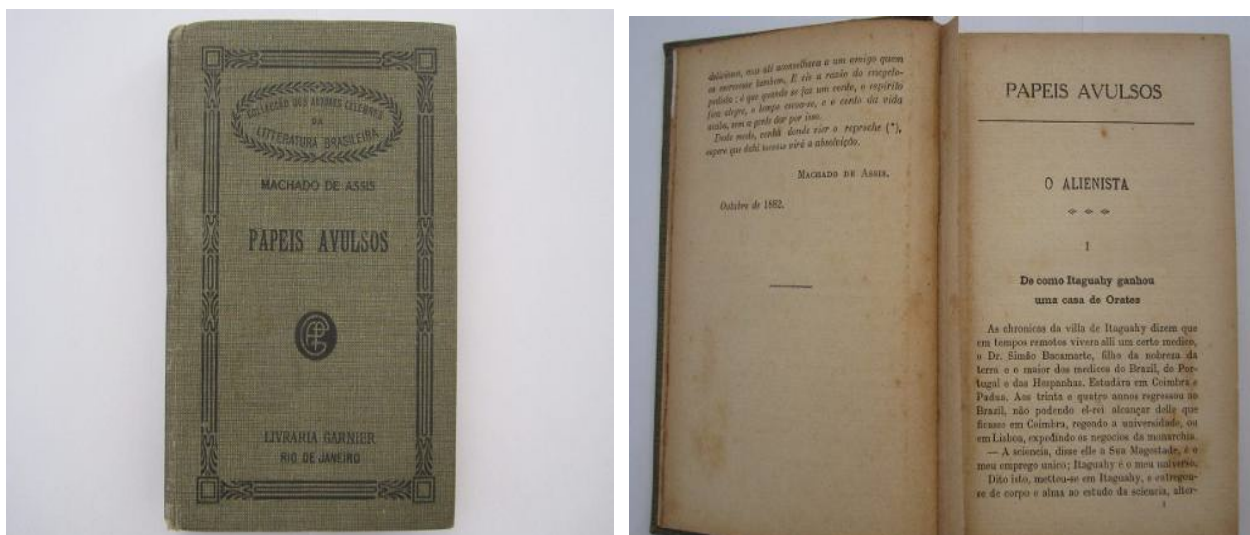 COLLECÇÃO DOS AUTORES CELEBRES
DA
LITTERATURA BRASILEIRA
MACHADO DE ASSIS
PAPEIS AVULSOS
LIVRARIA GARNIER
RIO DE JANEIRO
delicioso, mas ali aconselhara a um amigo quem
os escrevesse tambem. E eis a razão do
é que quando se faz um conto, o espirito
fica alegre, o tempo escoa-se, e o conto da vida
acaba, sem a gente dar por isso.
Deste modo, venha donde vier o reproche (*),
espero que dahi mesmo virá a absolvição.
MACHADO DE ASSIS.
Outubro de 1882.
PAPEIS AVULSOS
O ALIENISTA
I
De como Itaguahy ganhou
uma casa de Orates
As chronicas da villa de Itaguahy dizem que
em tempos remotos vivera alli um certo medico,
o Dr. Simão Bacamarte, filho da nobreza da
terra e o maior dos medicos do Brazil, de Por-
tugal e das Hespanhas. Estudára em Coimbra e
Padua. Aos trinta e quatro annos regressou ao
Brazil, não podendo el-rei alcançar delle que
ficasse em Coimbra, regendo a universidade, ou
em Lisboa, expedindo os negocios da monarchia.
— A sciencia, disse elle a Sua Magestade, é o
meu emprego unico; Itaguahy é o meu universo.
Dito isto, metteu-se em Itaguahy, e entregou-
se de corpo e alma ao estudo da sciencia, alter-
1